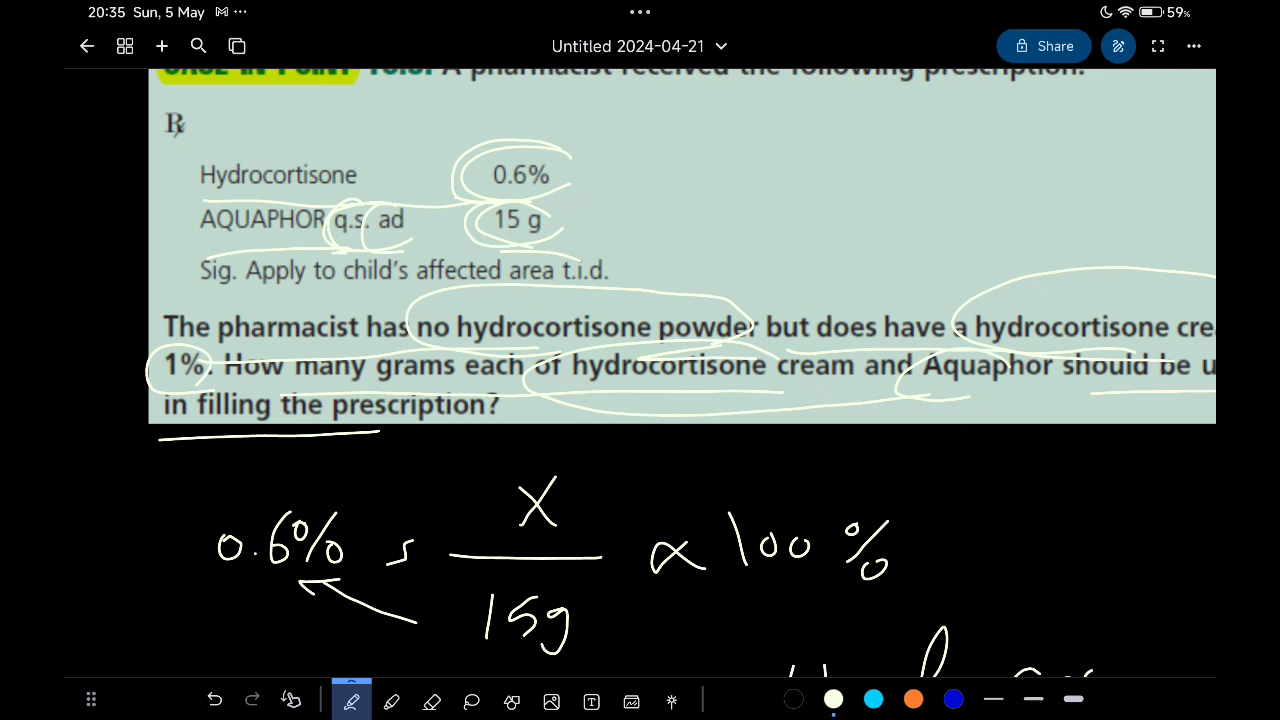 20:35 Sun, 5 May
59%
Untitled 2024-04-21
Share
CASE IN POINT A pharmacist received the following prescription:
℞
Hydrocortisone 0.6%
AQUAPHOR q.s. ad 15 g
Sig. Apply to child's affected area t.i.d.
The pharmacist has no hydrocortisone powder but does have a hydrocortisone cre
1%. How many grams each of hydrocortisone cream and Aquaphor should be u
in filling the prescription?
X
0.6% = ∝ 100 %
15g